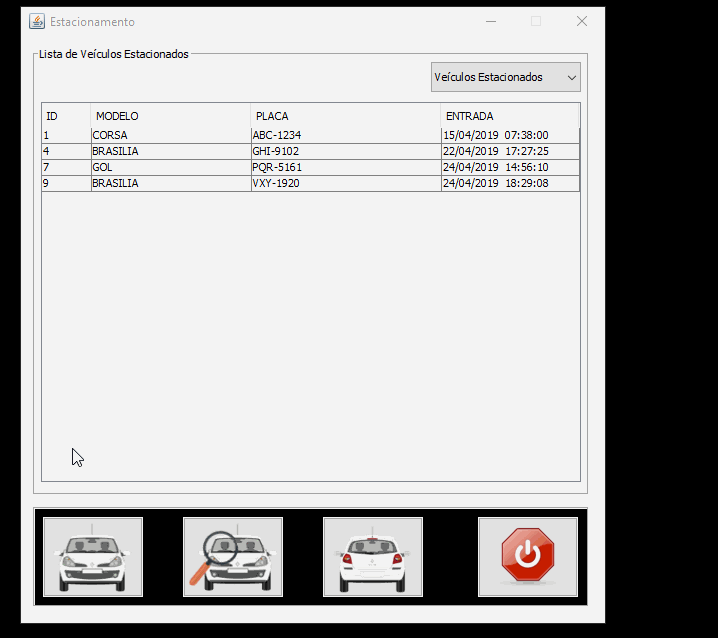 Estacionamento
Lista de Veículos Estacionados
Veículos Estacionados
ID MODELO PLACA ENTRADA
1 CORSA ABC-1234 15/04/2019 07:38:00
4 BRASILIA GHI-9102 22/04/2019 17:27:25
7 GOL PQR-5161 24/04/2019 14:56:10
9 BRASILIA VXY-1920 24/04/2019 18:29:08